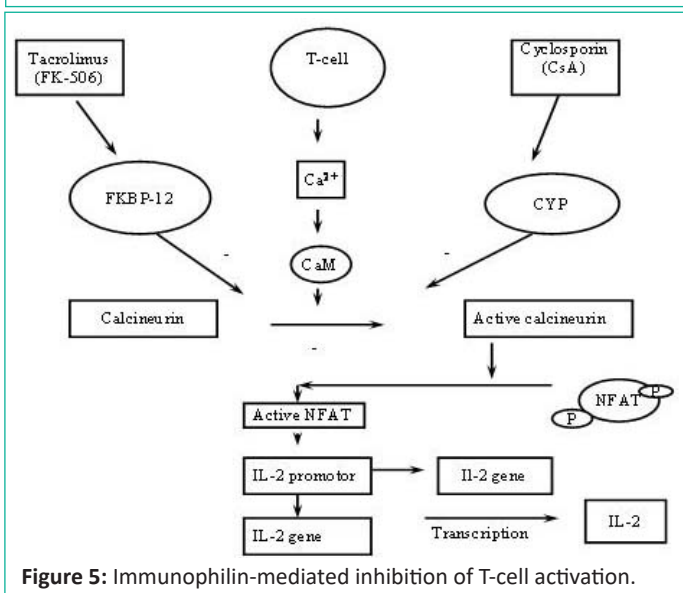 Tacrolimus
(FK-506)
T-cell
Cyclosporin
(CsA)
Ca²⁺
FKBP-12
CYP
-
-
CaM
Calcineurin
Active calcineurin
-
NFAT
P
P
Active NFAT
IL-2 promotor
Il-2 gene
IL-2 gene
Transcription
IL-2
Figure 5: Immunophilin-mediated inhibition of T-cell activation.